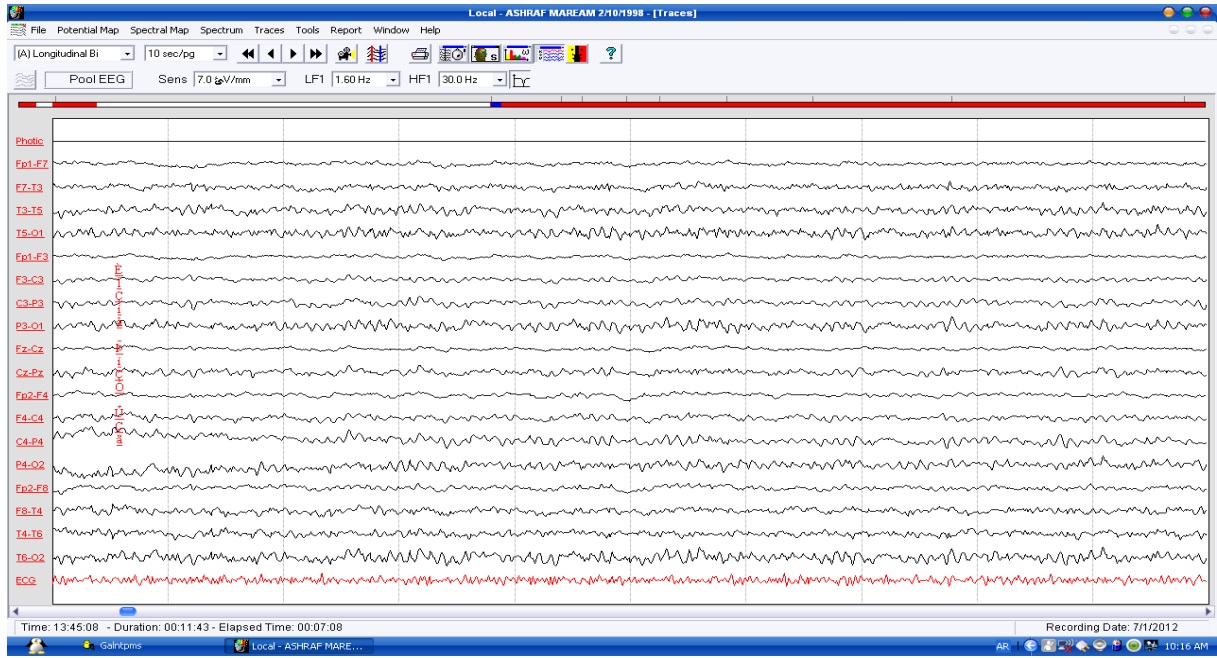 Local - ASHRAF MAREAM 2/10/1998 - [Traces]
File Potential Map Spectral Map Spectrum Traces Tools Report Window Help
(A) Longitudinal Bi 10 sec/pg
Pool EEG Sens 7.0 µV/mm LF1 1.60 Hz HF1 30.0 Hz
Photic
Fp1-F7
F7-T3
T3-T5
T5-O1
Fp1-F3
F3-C3
C3-P3
P3-O1
Fz-Cz
Cz-Pz
Fp2-F4
F4-C4
C4-P4
P4-O2
Fp2-F8
F8-T4
T4-T6
T6-O2
ECG
Time: 13:45:08 - Duration: 00:11:43 - Elapsed Time: 00:07:08 Recording Date: 7/1/2012
Galntpms Local - ASHRAF MARE... AR 10:16 AM